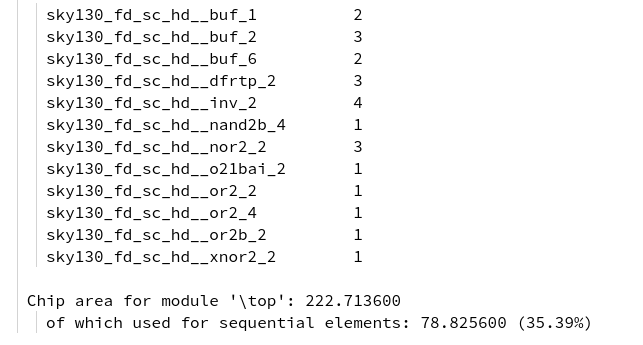 sky130_fd_sc_hd__buf_1 2
sky130_fd_sc_hd__buf_2 3
sky130_fd_sc_hd__buf_6 2
sky130_fd_sc_hd__dfrtp_2 3
sky130_fd_sc_hd__inv_2 4
sky130_fd_sc_hd__nand2b_4 1
sky130_fd_sc_hd__nor2_2 3
sky130_fd_sc_hd__o21bai_2 1
sky130_fd_sc_hd__or2_2 1
sky130_fd_sc_hd__or2_4 1
sky130_fd_sc_hd__or2b_2 1
sky130_fd_sc_hd__xnor2_2 1
Chip area for module '\top': 222.713600
of which used for sequential elements: 78.825600 (35.39%)